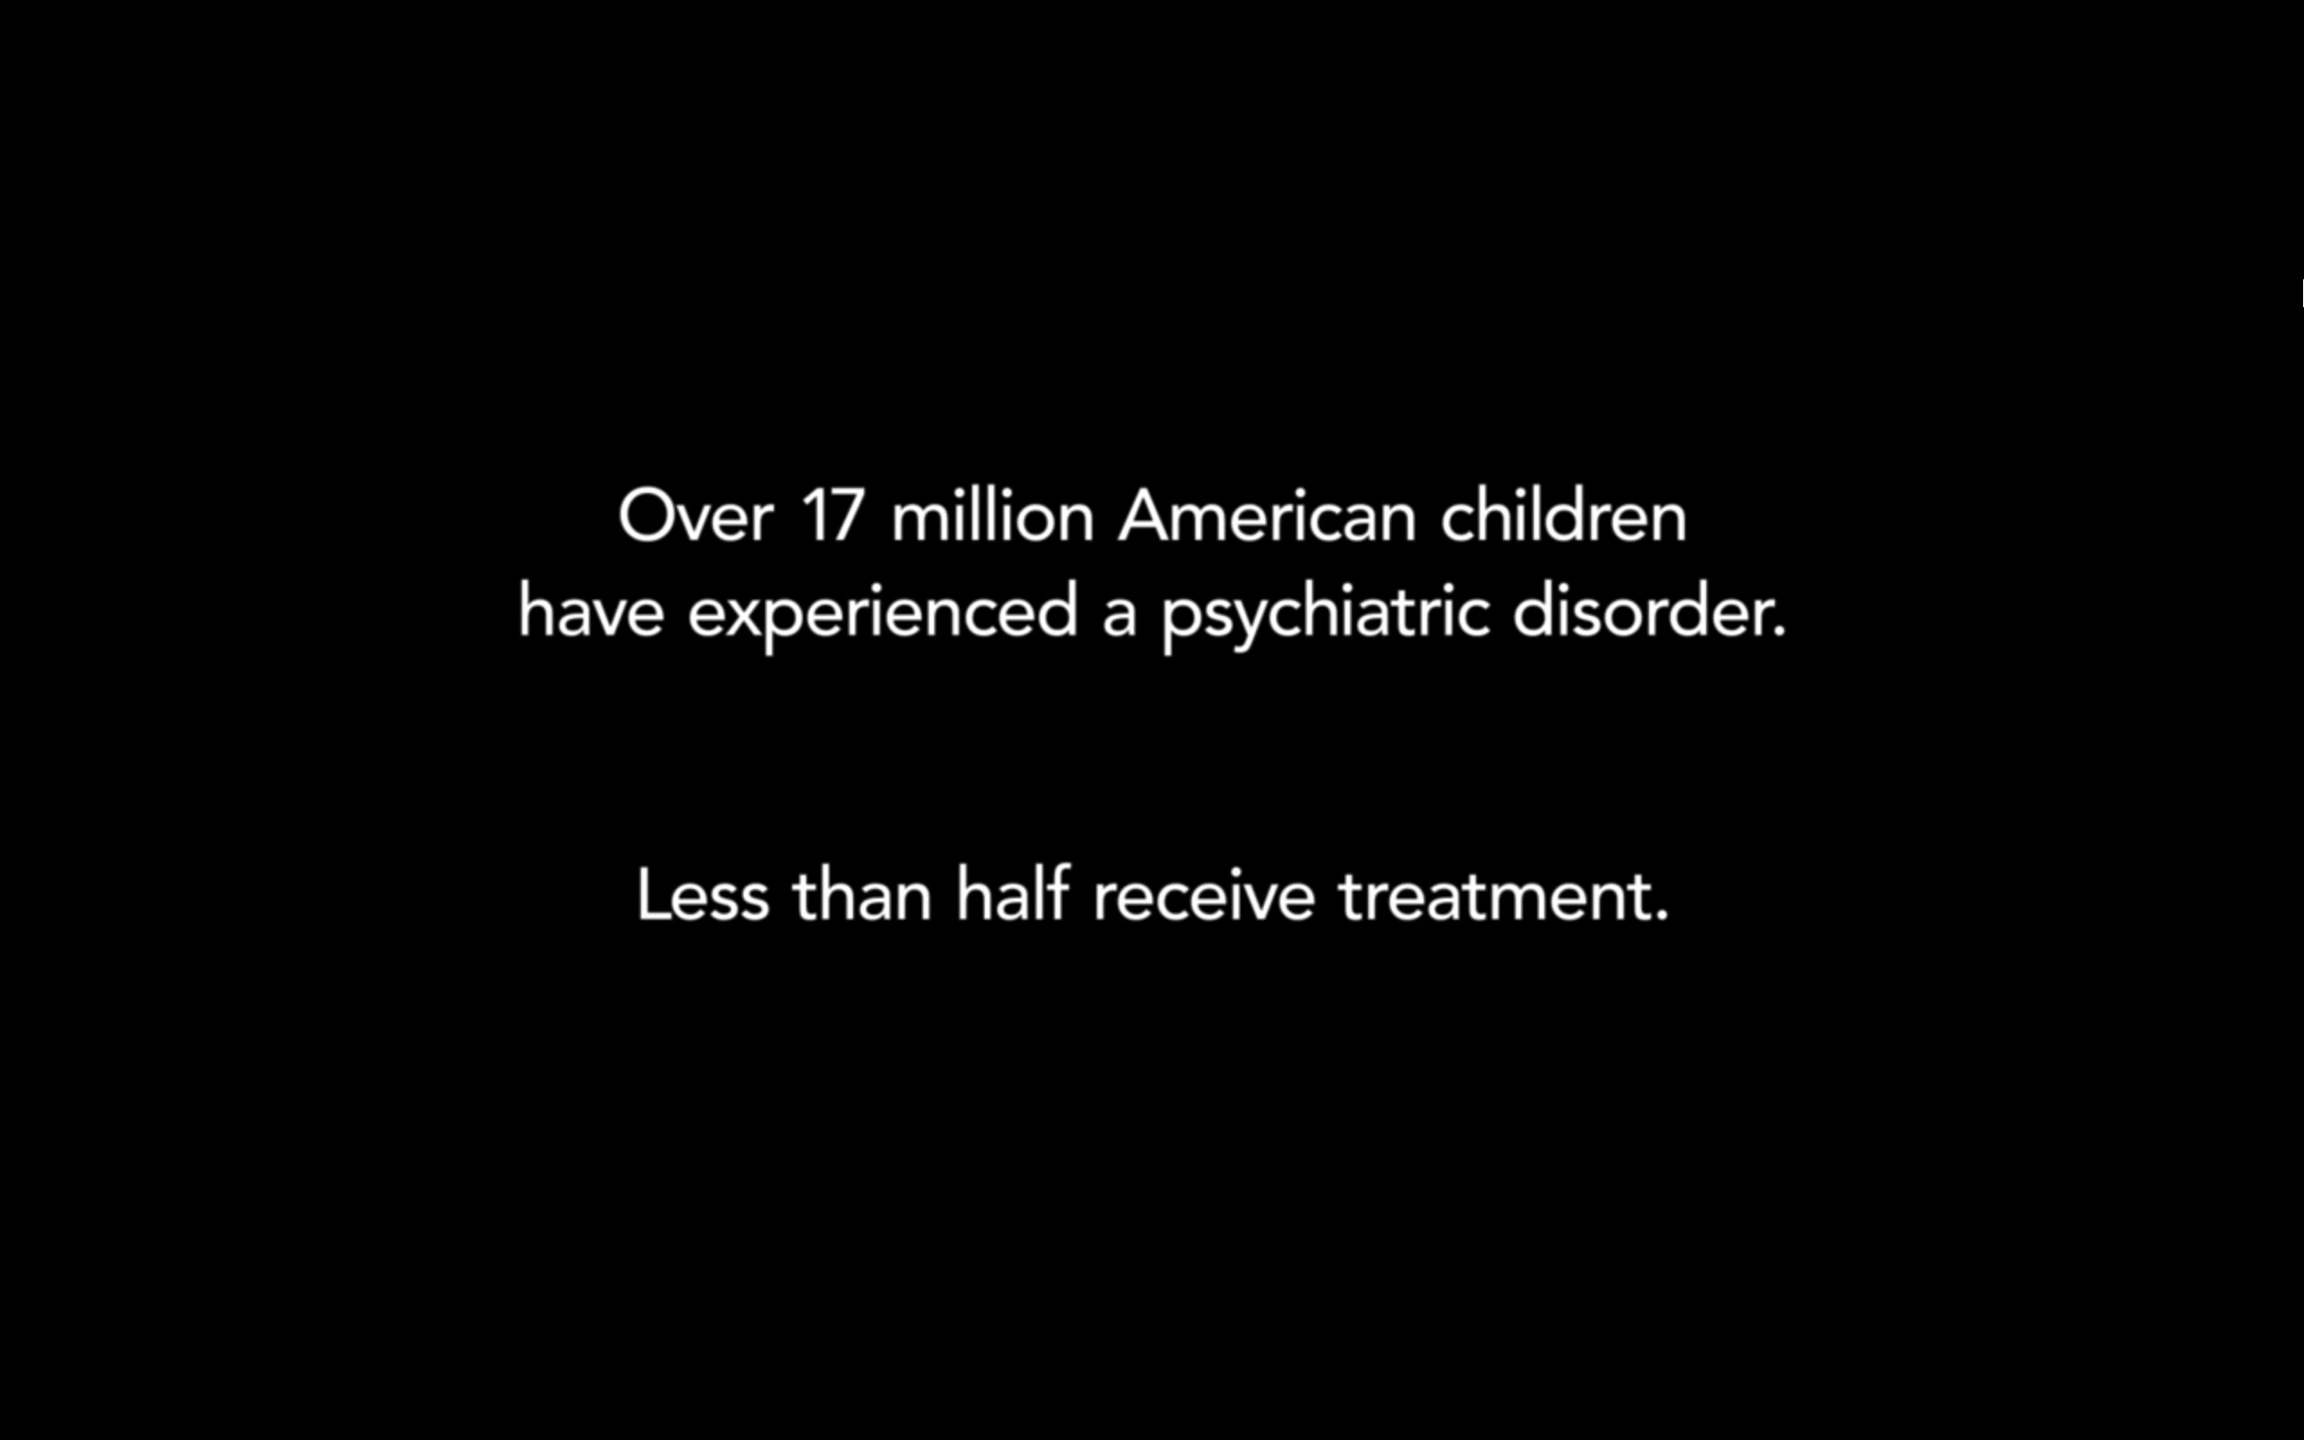 Over 17 million American children
have experienced a psychiatric disorder.
Less than half receive treatment.